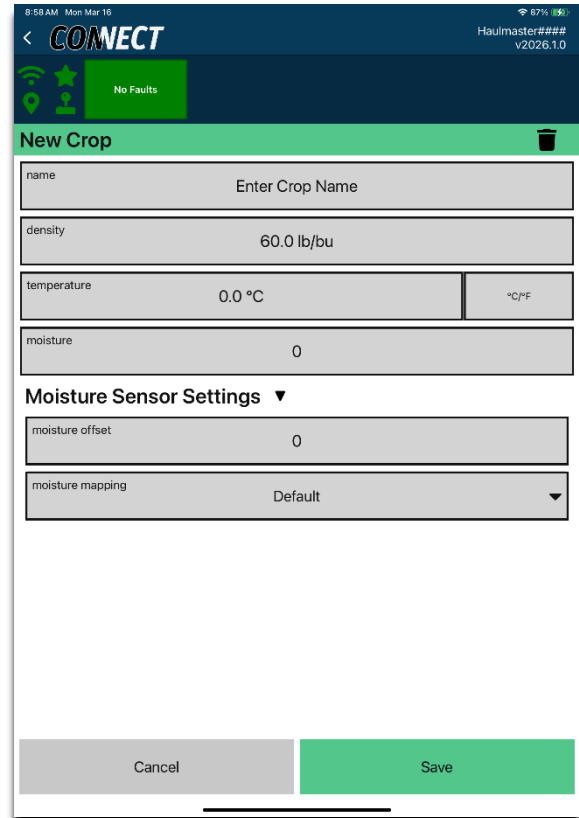 8:58 AM Mon Mar 16
87%
CONNECT
Haulmaster####
v2026.1.0
No Faults
New Crop
name
Enter Crop Name
density
60.0 lb/bu
temperature
0.0 °C
°C/°F
moisture
0
Moisture Sensor Settings ▼
moisture offset
0
moisture mapping
Default
Cancel
Save